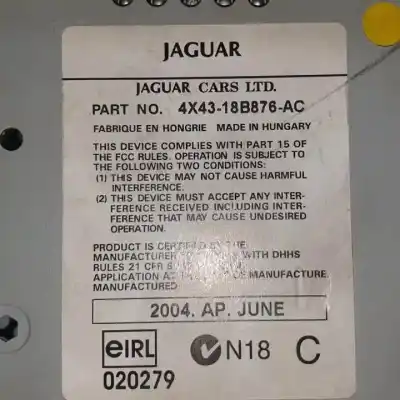 JAGUAR
JAGUAR CARS LTD.
PART NO. 4X43-18B876-AC
FABRIQUE EN HONGRIE MADE IN HUNGARY
THIS DEVICE COMPLIES WITH PART 15 OF
THE FCC RULES. OPERATION IS SUBJECT TO
THE FOLLOWING TWO CONDITIONS:
(1) THIS DEVICE MAY NOT CAUSE HARMFUL
INTERFERENCE.
(2) THIS DEVICE MUST ACCEPT ANY INTER-
FERENCE RECEIVED INCLUDING INTER-
FERENCE THAT MAY CAUSE UNDESIRED
OPERATION.
PRODUCT IS CERTIFIED BY THE
MANUFACTURER TO WITH DHHS
RULES 21 CFR
APPLICATION AT MANUFACTURE
MANUFACTURED
2004. AP. JUNE
eIRL N18 C
020279